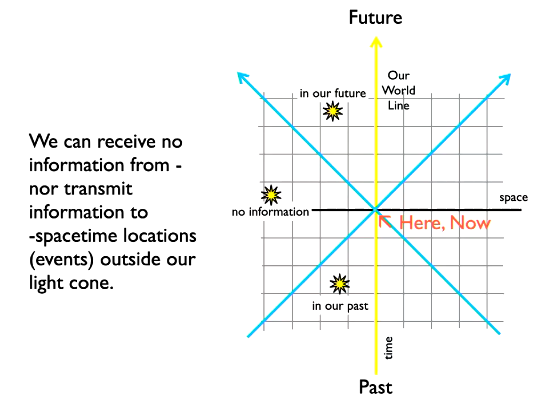 Future
We can receive no
information from -
nor transmit
information to
-spacetime locations
(events) outside our
light cone.
in our future
Our
World
Line
no information
space
Here, Now
in our past
time
Past